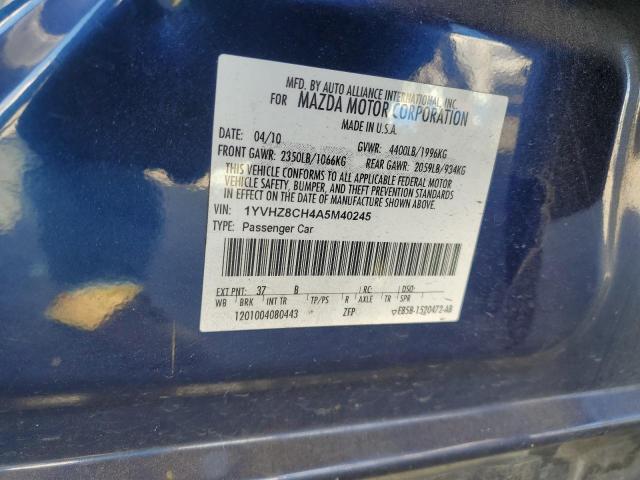 MFD. BY AUTO ALLIANCE INTERNATIONAL, INC.
FOR MAZDA MOTOR CORPORATION
MADE IN U.S.A.
DATE: 04/10 GVWR: 4400LB/1996KG
FRONT GAWR: 2350LB/1066KG REAR GAWR: 2059LB/934KG
THIS VEHICLE CONFORMS TO ALL APPLICABLE FEDERAL MOTOR
VEHICLE SAFETY, BUMPER, AND THEFT PREVENTION STANDARDS
IN EFFECT ON THE DATE OF MANUFACTURE SHOWN ABOVE.
VIN: 1YVHZ8CH4A5M40245
TYPE: Passenger Car
EXT PNT: 37 B RC: DSO:
WB BRK INT TR TP/PS R AXLE TR SPR
1201004080443 ZFP EB5B-1520472-AB